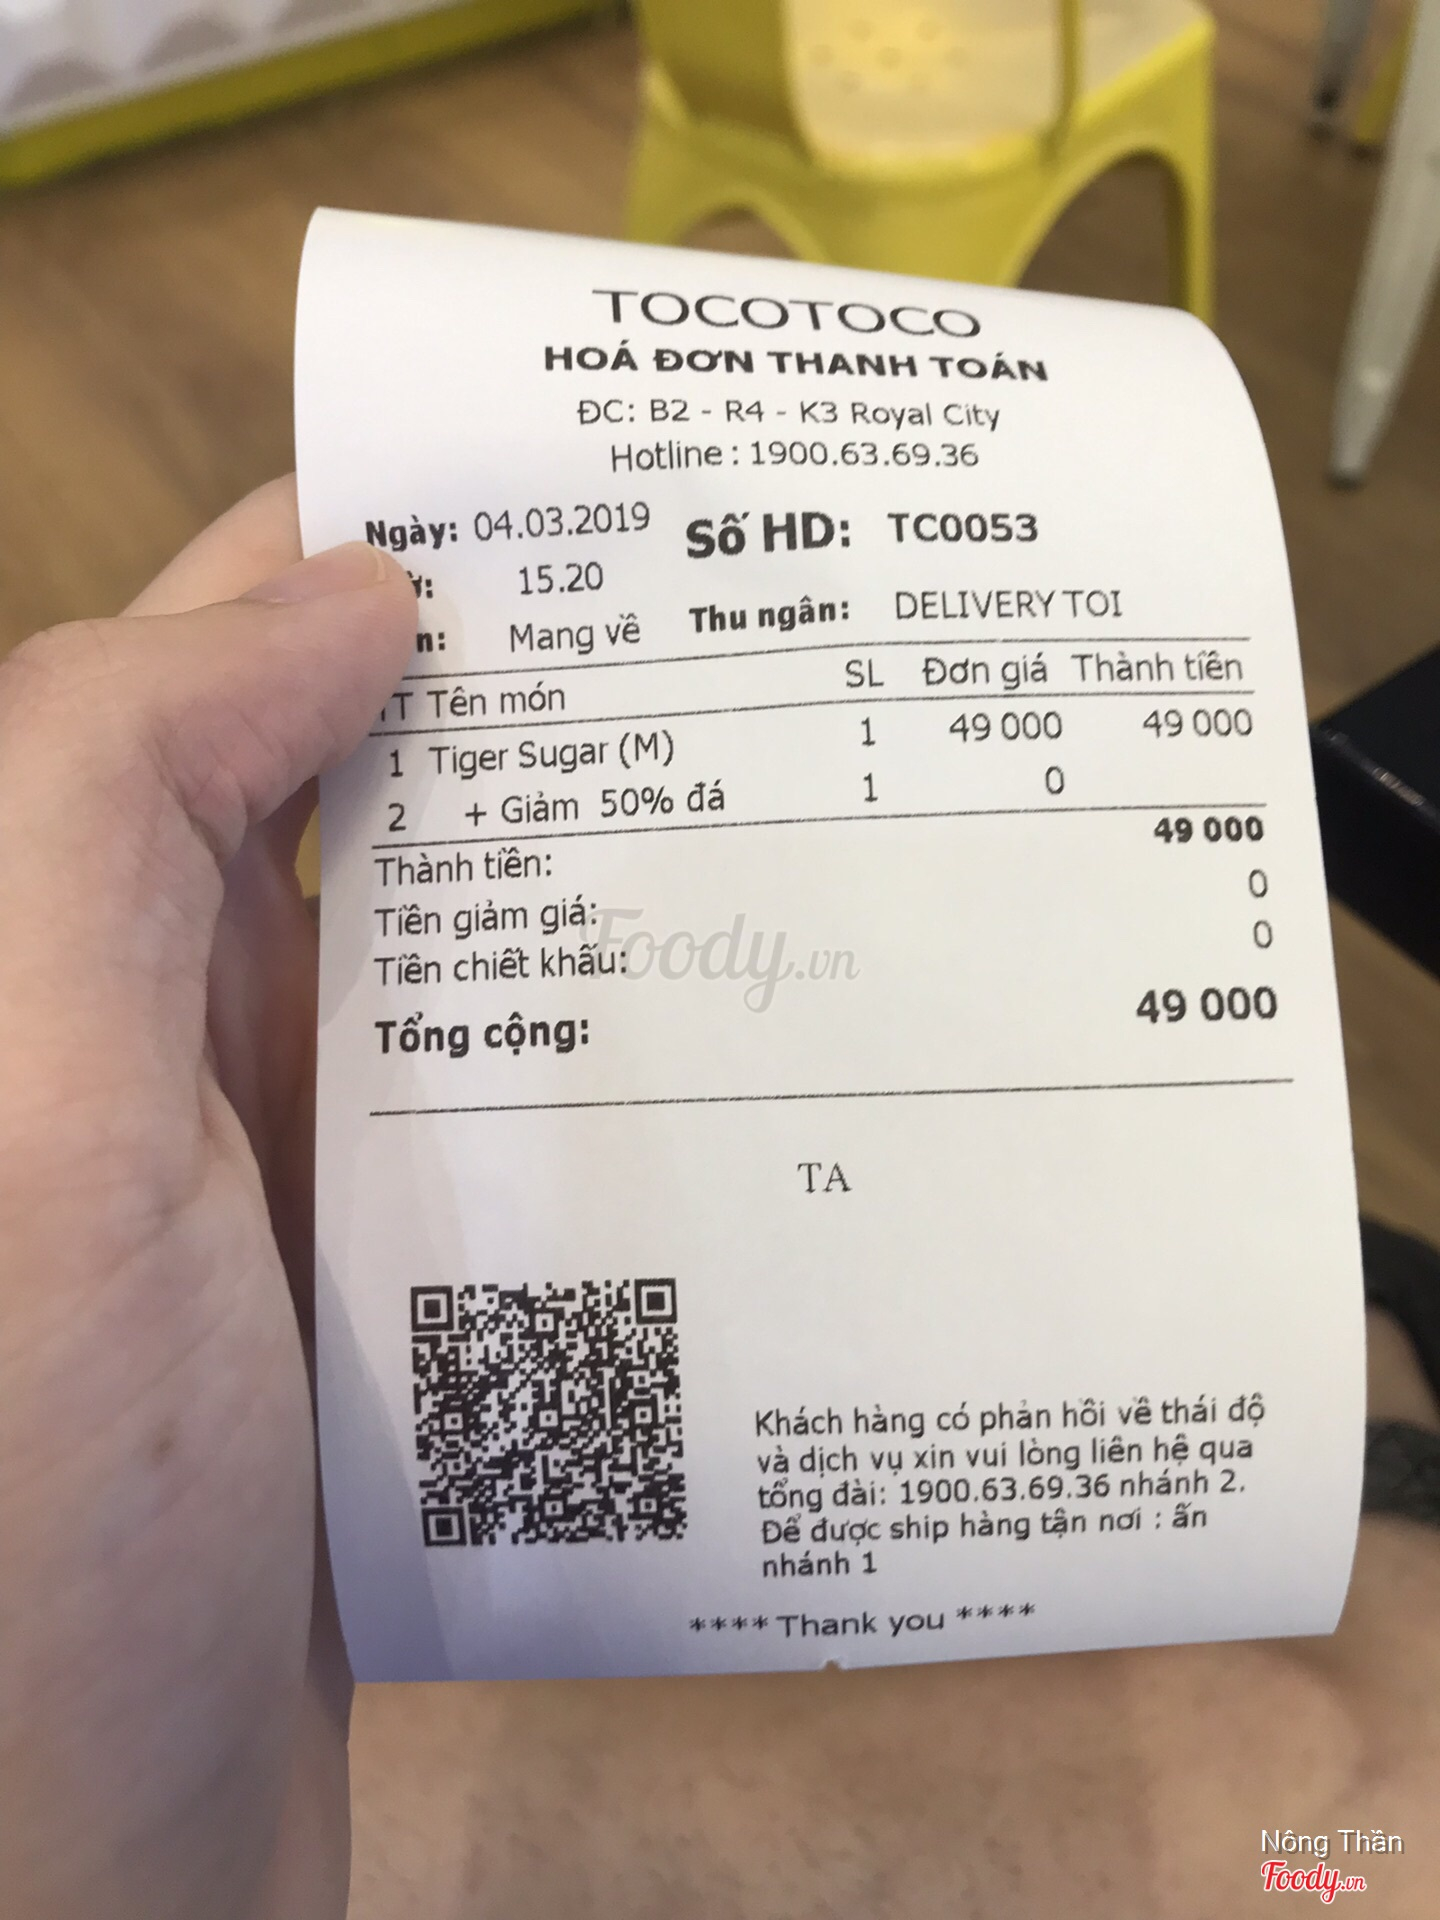 TOCOTOCO
HOÁ ĐƠN THANH TOÁN
ĐC: B2 - R4 - K3 Royal City
Hotline : 1900.63.69.36
Ngày: 04.03.2019 Số HD: TC0053
15.20
Mang về Thu ngân: DELIVERY TOI
Tên món SL Đơn giá Thành tiền
1 Tiger Sugar (M) 1 49 000 49 000
2 + Giảm 50% đá 1 0
Thành tiền: 49 000
Tiền giảm giá: 0
Tiền chiết khấu: 0
Tổng cộng: 49 000
Foody.vn
TA
Khách hàng có phản hồi về thái độ
và dịch vụ xin vui lòng liên hệ qua
tổng đài: 1900.63.69.36 nhánh 2.
Để được ship hàng tận nơi : ấn
nhánh 1
**** Thank you ****
Nông Thần
Foody.vn